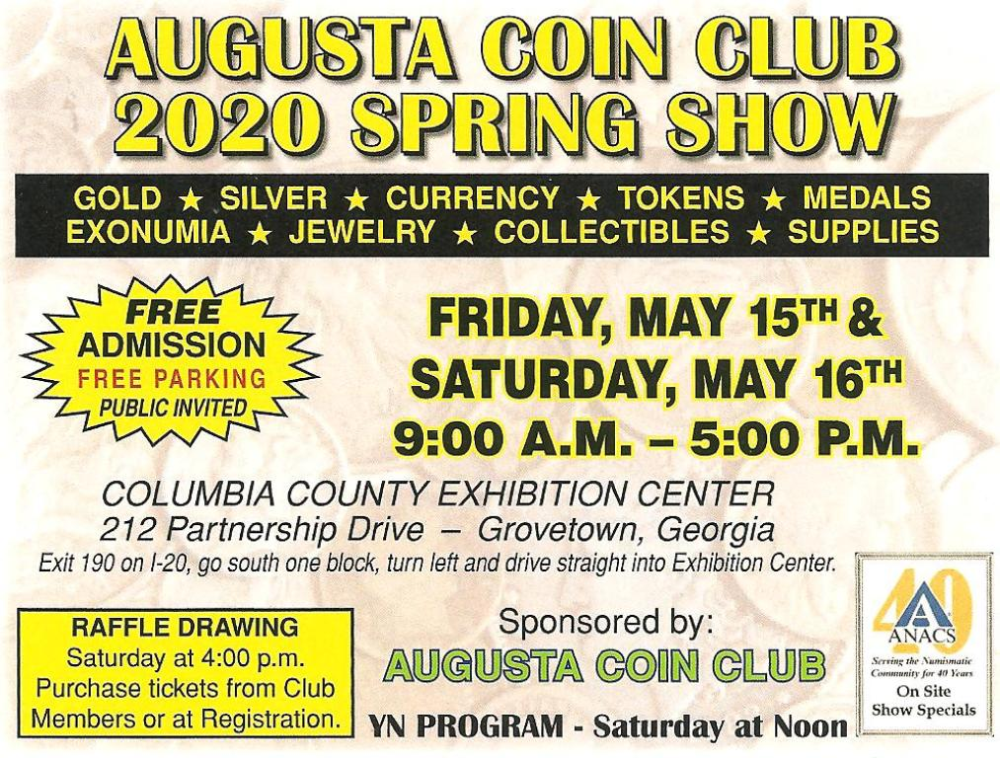 AUGUSTA COIN CLUB
2020 SPRING SHOW
GOLD ★ SILVER ★ CURRENCY ★ TOKENS ★ MEDALS
EXONUMIA ★ JEWELRY ★ COLLECTIBLES ★ SUPPLIES
FREE
ADMISSION
FREE PARKING
PUBLIC INVITED
FRIDAY, MAY 15TH &
SATURDAY, MAY 16TH
9:00 A.M. – 5:00 P.M.
COLUMBIA COUNTY EXHIBITION CENTER
212 Partnership Drive – Grovetown, Georgia
Exit 190 on I-20, go south one block, turn left and drive straight into Exhibition Center.
RAFFLE DRAWING
Saturday at 4:00 p.m.
Purchase tickets from Club
Members or at Registration.
Sponsored by:
AUGUSTA COIN CLUB
YN PROGRAM - Saturday at Noon
40
A
ANACS
Serving the Numismatic
Community for 40 Years
On Site
Show Specials